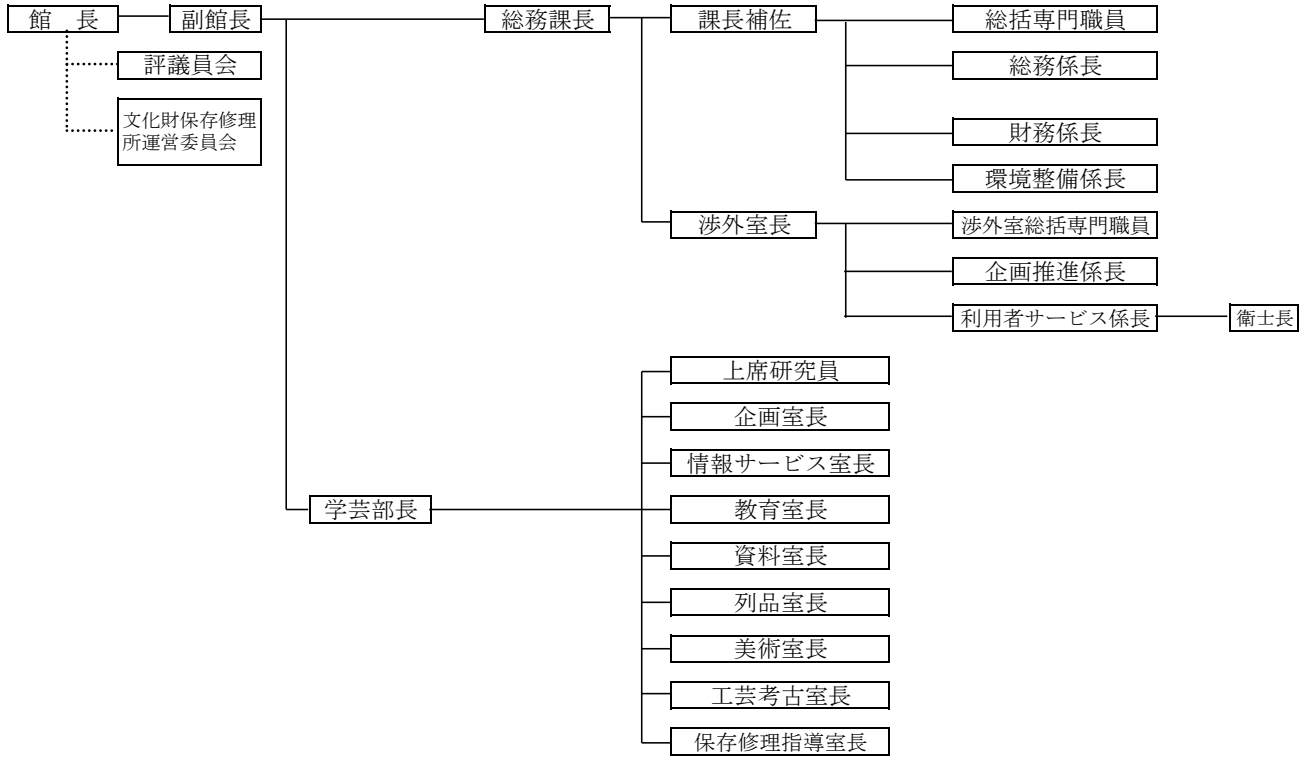 館　長
副館長
総務課長
課長補佐
総括専門職員
評議員会
総務係長
文化財保存修理
所運営委員会
財務係長
環境整備係長
渉外室長
渉外室総括専門職員
企画推進係長
利用者サービス係長
衛士長
上席研究員
企画室長
情報サービス室長
学芸部長
教育室長
資料室長
列品室長
美術室長
工芸考古室長
保存修理指導室長